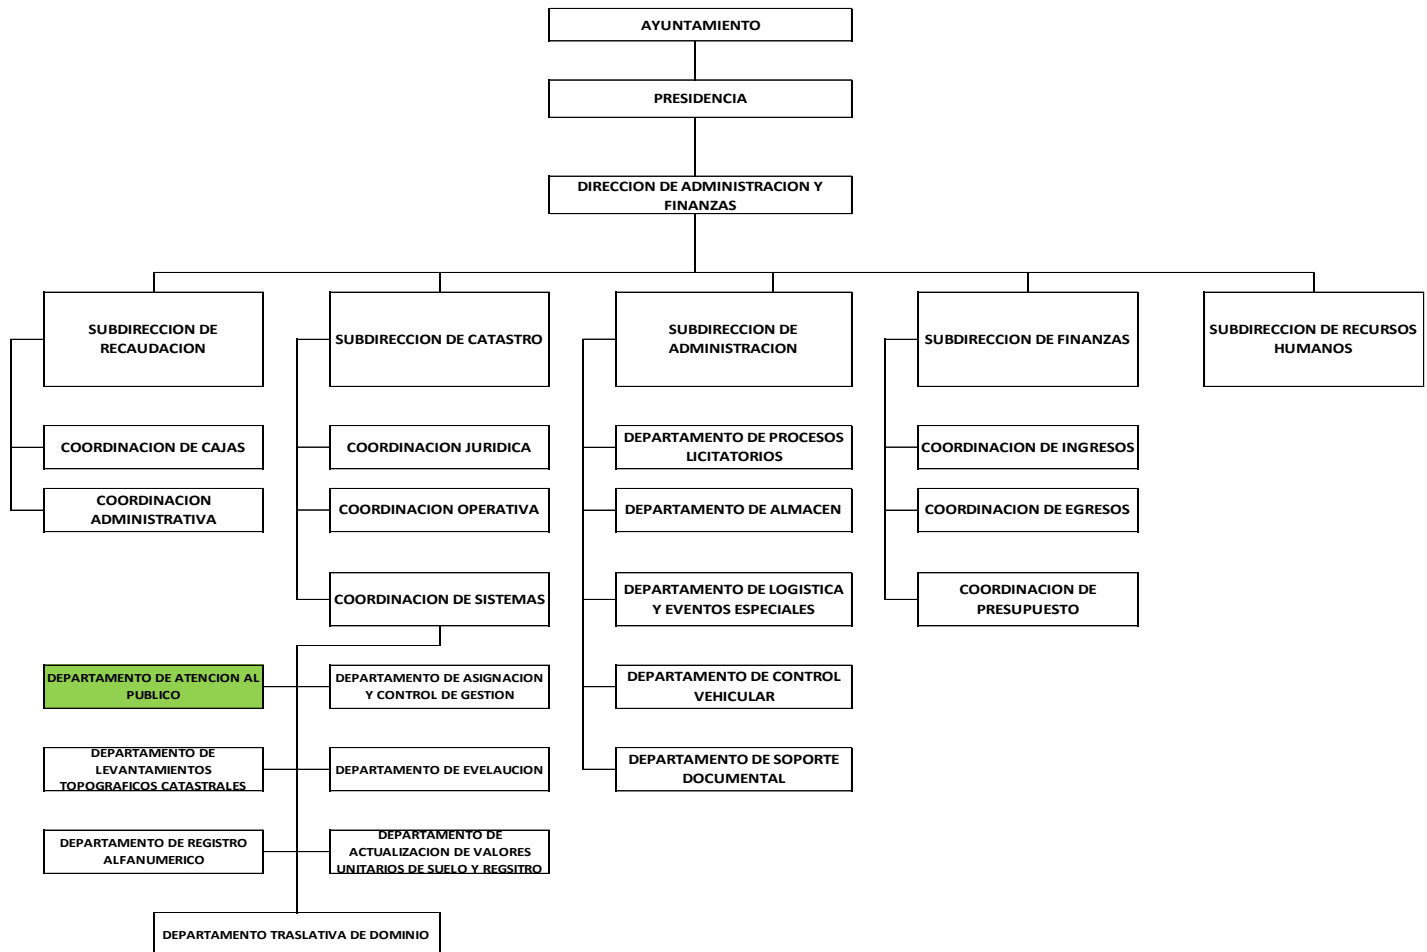 AYUNTAMIENTO
PRESIDENCIA
DIRECCION DE ADMINISTRACION Y
FINANZAS
SUBDIRECCION DE
RECAUDACION
SUBDIRECCION DE CATASTRO
SUBDIRECCION DE
ADMINISTRACION
SUBDIRECCION DE FINANZAS
SUBDIRECCION DE RECURSOS
HUMANOS
COORDINACION DE CAJAS
COORDINACION JURIDICA
DEPARTAMENTO DE PROCESOS
LICITATORIOS
COORDINACION DE INGRESOS
COORDINACION
ADMINISTRATIVA
COORDINACION OPERATIVA
DEPARTAMENTO DE ALMACEN
COORDINACION DE EGRESOS
COORDINACION DE SISTEMAS
DEPARTAMENTO DE LOGISTICA
Y EVENTOS ESPECIALES
COORDINACION DE
PRESUPUESTO
DEPARTAMENTO DE ATENCION AL
PUBLICO
DEPARTAMENTO DE ASIGNACION
Y CONTROL DE GESTION
DEPARTAMENTO DE CONTROL
VEHICULAR
DEPARTAMENTO DE
LEVANTAMIENTOS
TOPOGRAFICOS CATASTRALES
DEPARTAMENTO DE EVELAUCION
DEPARTAMENTO DE SOPORTE
DOCUMENTAL
DEPARTAMENTO DE REGISTRO
ALFANUMERICO
DEPARTAMENTO DE
ACTUALIZACION DE VALORES
UNITARIOS DE SUELO Y REGSITRO
DEPARTAMENTO TRASLATIVA DE DOMINIO